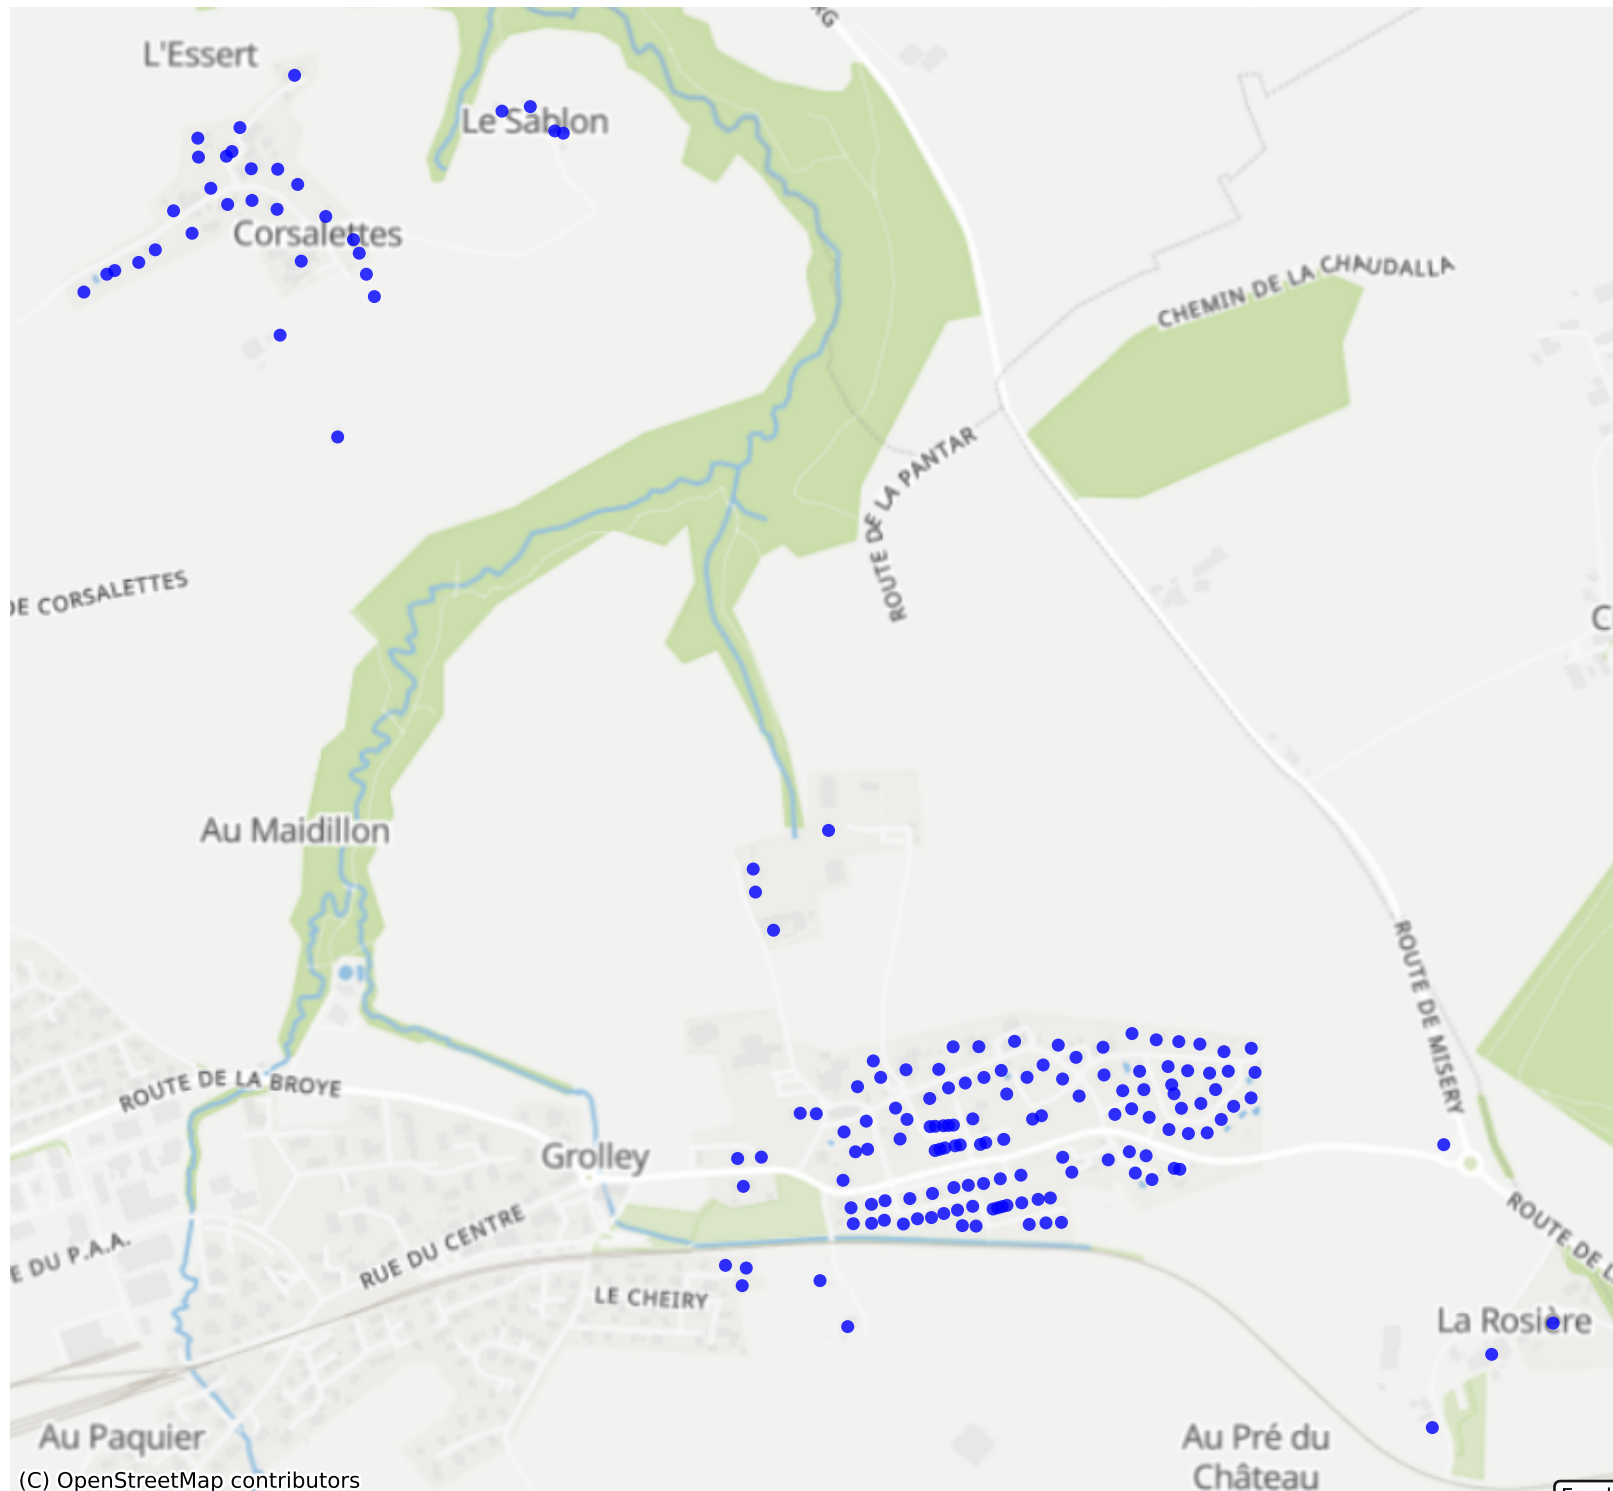 L'Essert
Le Sablon
Corsalettes
CHEMIN DE LA CHAUDALLA
ROUTE DE LA PANTAR
DE CORSALETTES
Au Maidillon
ROUTE DE MISERY
ROUTE DE LA BROYE
Grolley
RUE DU CENTRE
E DU P.A.A.
LE CHEIRY
ROUTE DE L
La Rosière
Au Paquier
Au Pré du
Château
(C) OpenStreetMap contributors